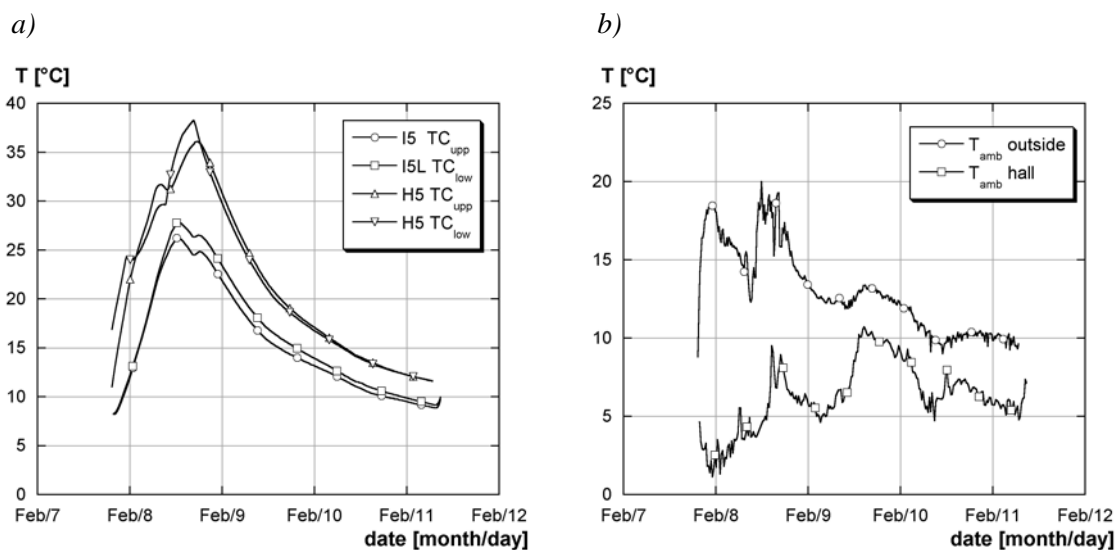 a)
T [°C]
40
35
30
25
20
15
10
5
0
I5 TCupp
I5L TClow
H5 TCupp
H5 TClow
Feb/7 Feb/8 Feb/9 Feb/10 Feb/11 Feb/12
date [month/day]
b)
T [°C]
25
20
15
10
5
0
Tamb outside
Tamb hall
Feb/7 Feb/8 Feb/9 Feb/10 Feb/11 Feb/12
date [month/day]